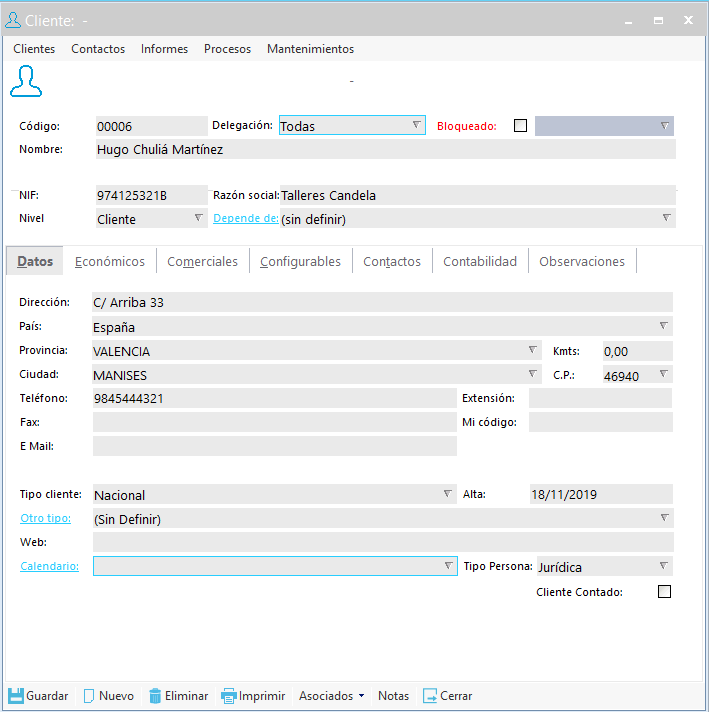 Cliente: -
Clientes Contactos Informes Procesos Mantenimientos
-
Código: 00006 Delegación: Todas Bloqueado:
Nombre: Hugo Chuliá Martínez
NIF: 974125321B Razón social: Talleres Candela
Nivel Cliente Depende de: (sin definir)
Datos Económicos Comerciales Configurables Contactos Contabilidad Observaciones
Dirección: C/ Arriba 33
País: España
Provincia: VALENCIA Kmts: 0,00
Ciudad: MANISES C.P.: 46940
Teléfono: 9845444321 Extensión:
Fax: Mi código:
E Mail:
Tipo cliente: Nacional Alta: 18/11/2019
Otro tipo: (Sin Definir)
Web:
Calendario: Tipo Persona: Jurídica
Cliente Contado:
Guardar Nuevo Eliminar Imprimir Asociados Notas Cerrar